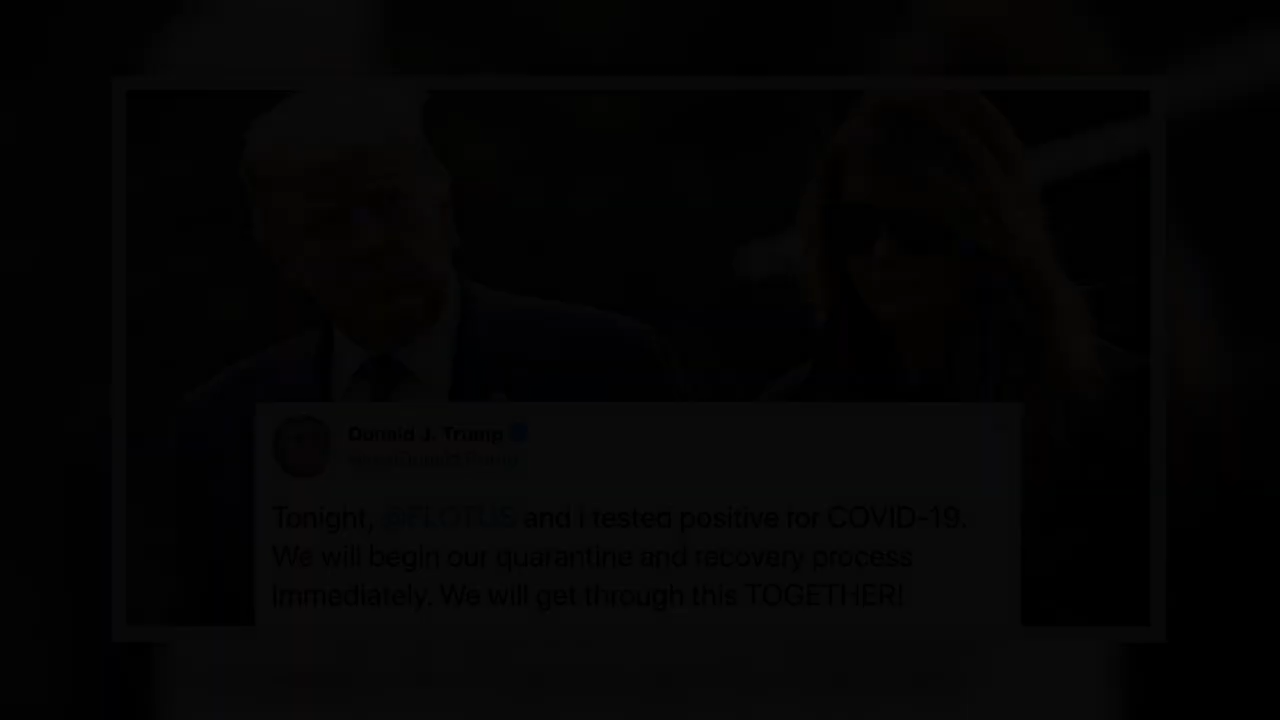 Donald J. Trump
@realDonaldTrump
Tonight, @FLOTUS and I tested positive for COVID-19.
We will begin our quarantine and recovery process
immediately. We will get through this TOGETHER!